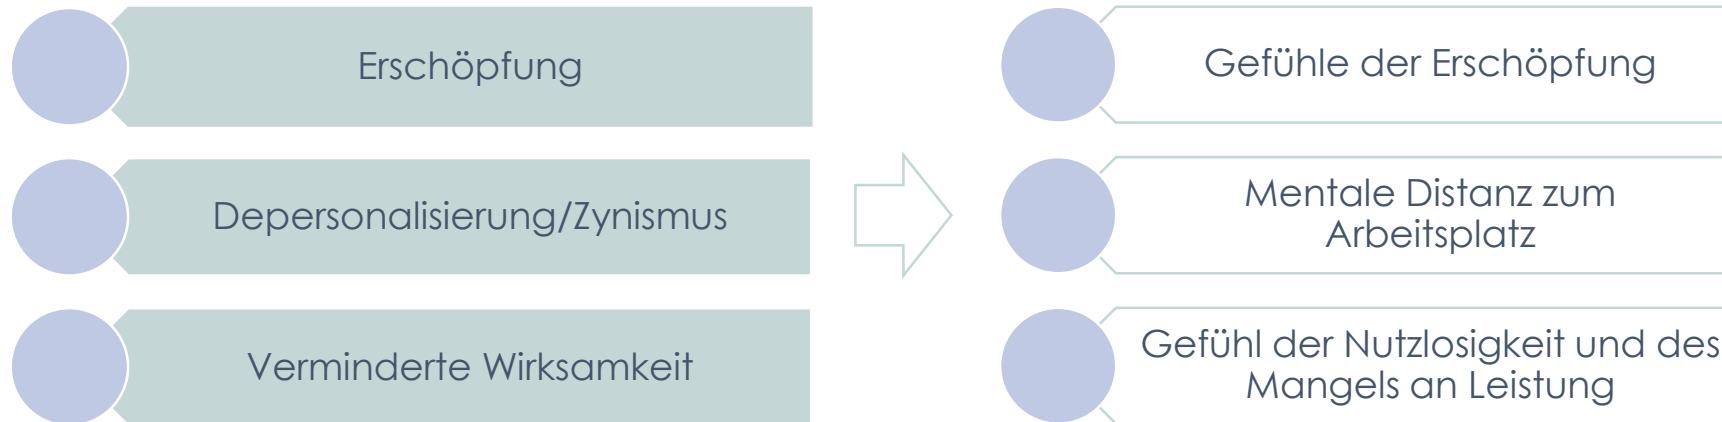 Erschöpfung
Gefühle der Erschöpfung
Depersonalisierung/Zynismus
Mentale Distanz zum
Arbeitsplatz
Verminderte Wirksamkeit
Gefühl der Nutzlosigkeit und des
Mangels an Leistung